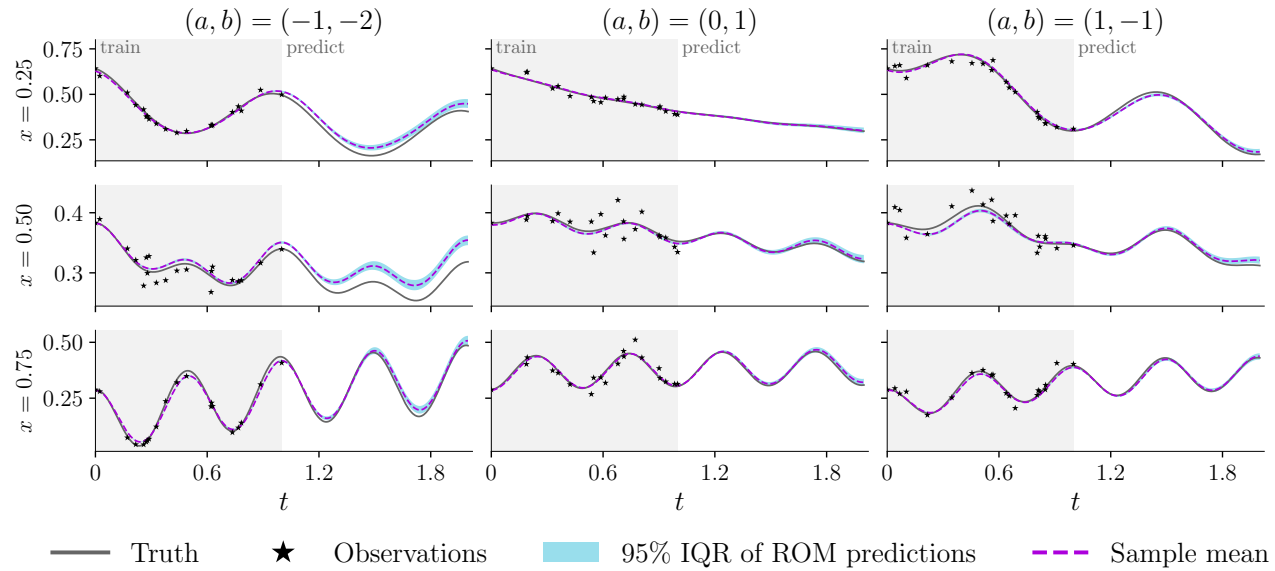 (a, b) = (−1, −2) (a, b) = (0, 1) (a, b) = (1, −1)
train predict train predict train predict
x = 0.25
0.75
0.50
0.25
x = 0.50
0.4
0.3
x = 0.75
0.50
0.25
0 0.6 1.2 1.8 0 0.6 1.2 1.8 0 0.6 1.2 1.8
t t t
Truth Observations 95% IQR of ROM predictions Sample mean